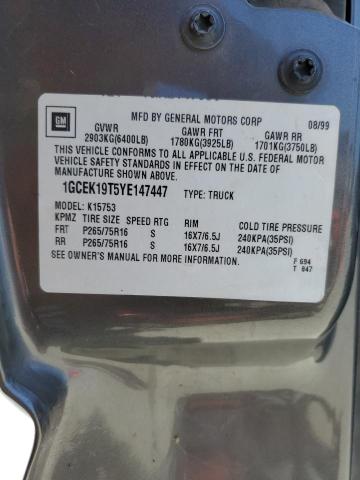 GM
MFD BY GENERAL MOTORS CORP 08/99
GVWR GAWR FRT GAWR RR
2903KG(6400LB) 1780KG(3925LB) 1701KG(3750LB)
THIS VEHICLE CONFORMS TO ALL APPLICABLE U.S. FEDERAL MOTOR
VEHICLE SAFETY STANDARDS IN EFFECT ON THE DATE OF
MANUFACTURE SHOWN ABOVE.
1GCEK19T5YE147447 TYPE: TRUCK
MODEL: K15753
KPMZ TIRE SIZE SPEED RTG RIM COLD TIRE PRESSURE
FRT P265/75R16 S 16X7/6.5J 240KPA(35PSI)
RR P265/75R16 S 16X7/6.5J 240KPA(35PSI)
SEE OWNER'S MANUAL FOR MORE INFORMATION.
F 694
T 047